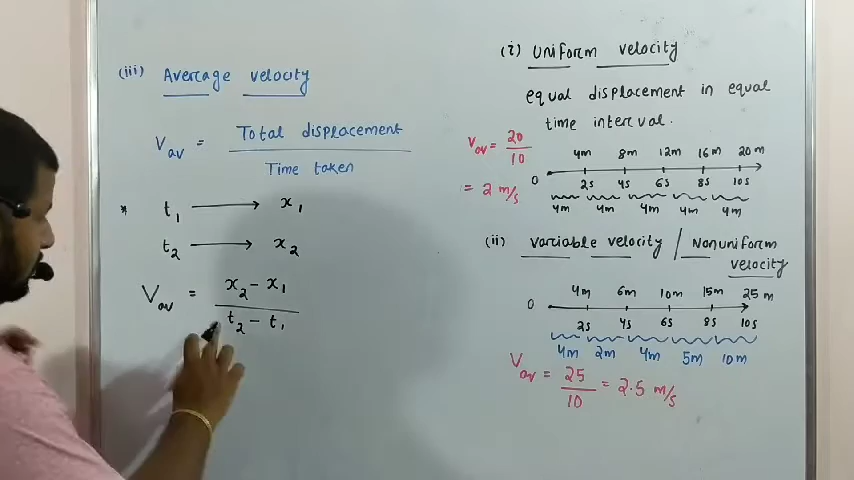 (iii) Average velocity
Vav = Total displacement
Time taken
* t1 → x1
t2 → x2
Vav = x2 - x1
t2 - t1
(i) Uniform velocity
equal displacement in equal
time interval.
Vav = 20
10
= 2 m/s
4m 8m 12m 16m 20m
0
2s 4s 6s 8s 10s
4m 4m 4m 4m 4m
(ii) variable velocity / Nonuniform
velocity
4m 6m 10m 15m 25m
0
2s 4s 6s 8s 10s
4m 2m 4m 5m 10m
Vav = 25 = 2.5 m/s
10